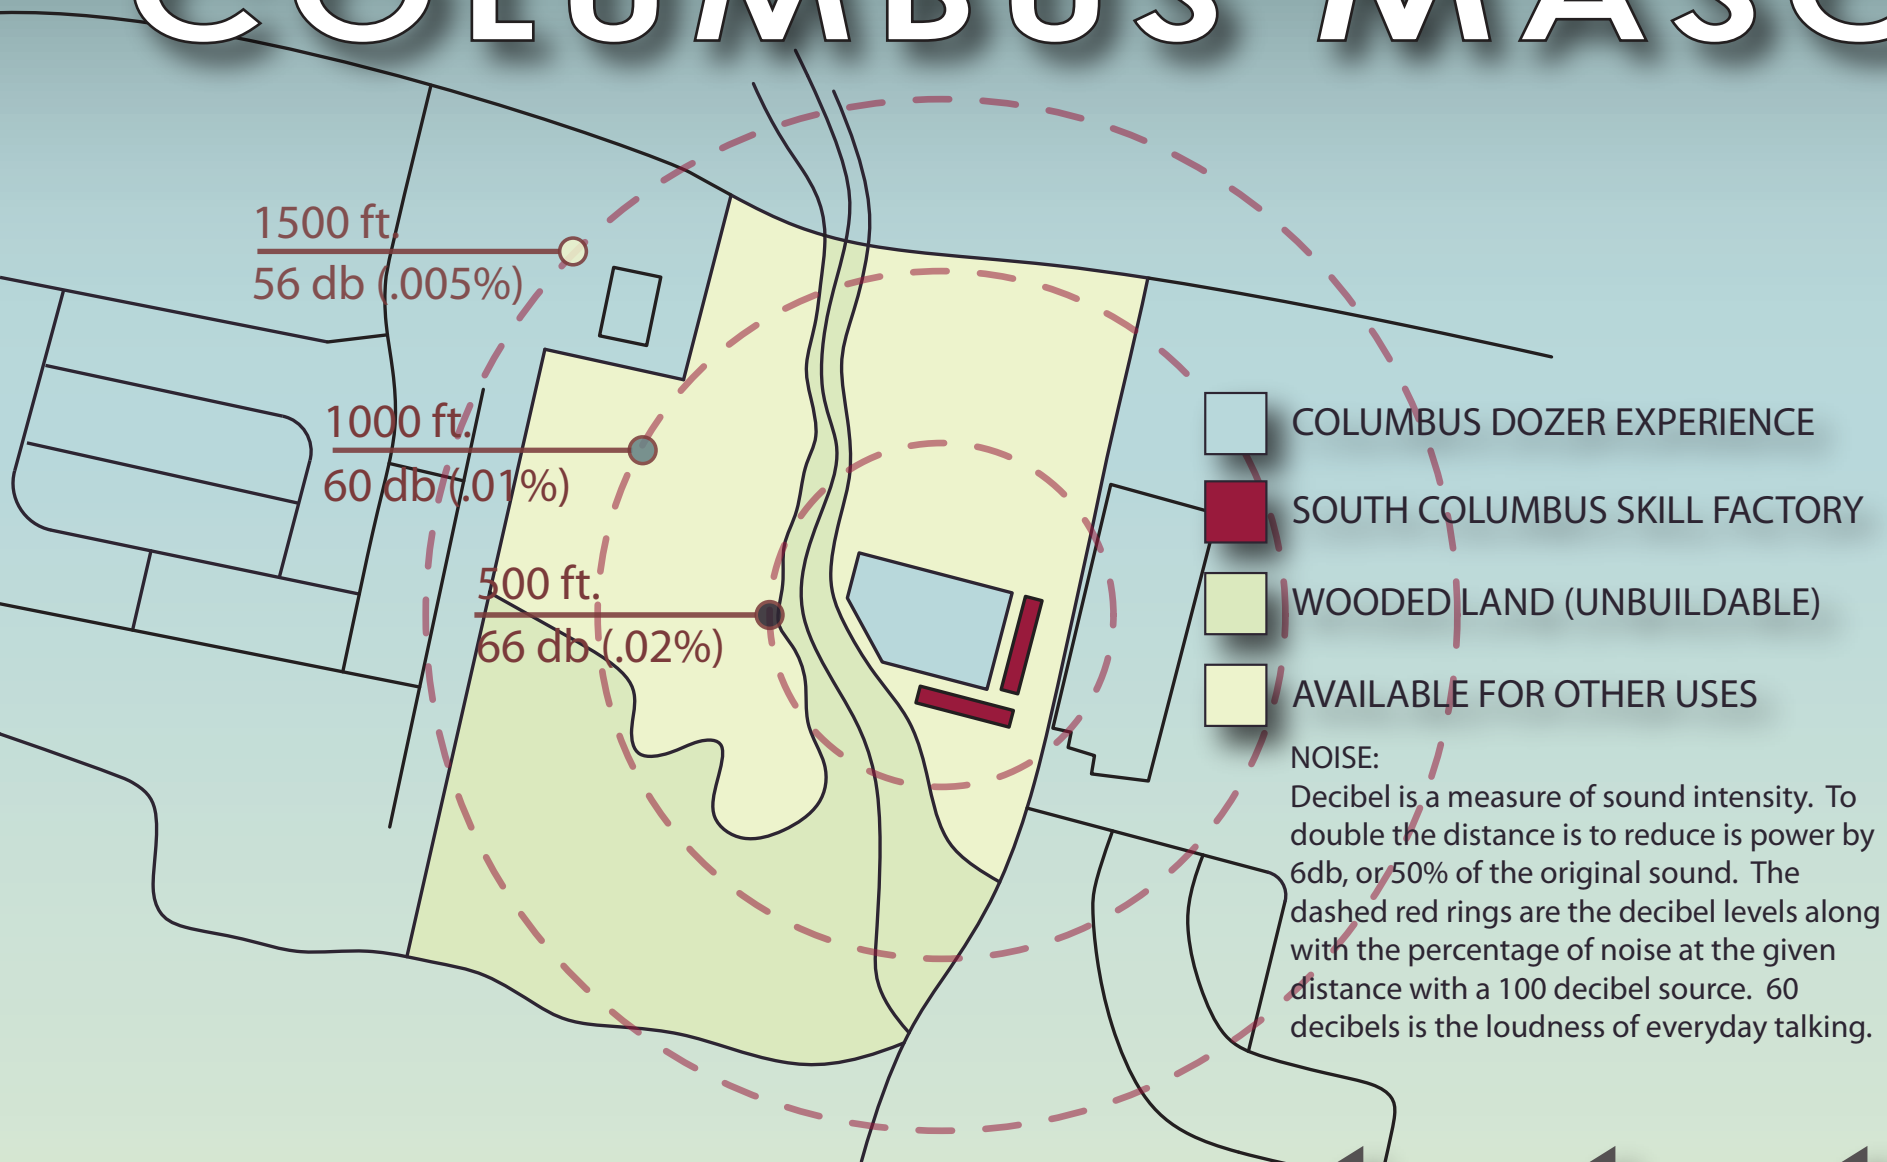 COLUMBUS
1500 ft.
56 db (.005%)
1000 ft.
60 db (.01%)
500 ft.
66 db (.02%)
COLUMBUS DOZER EXPERIENCE
SOUTH COLUMBUS SKILL FACTORY
WOODED LAND (UNBUILDABLE)
AVAILABLE FOR OTHER USES
NOISE:
Decibel is a measure of sound intensity.  To
double the distance is to reduce is power by
6db, or 50% of the original sound.  The
dashed red rings are the decibel levels along
with the percentage of noise at the given
distance with a 100 decibel source.  60
decibels is the loudness of everyday talking.